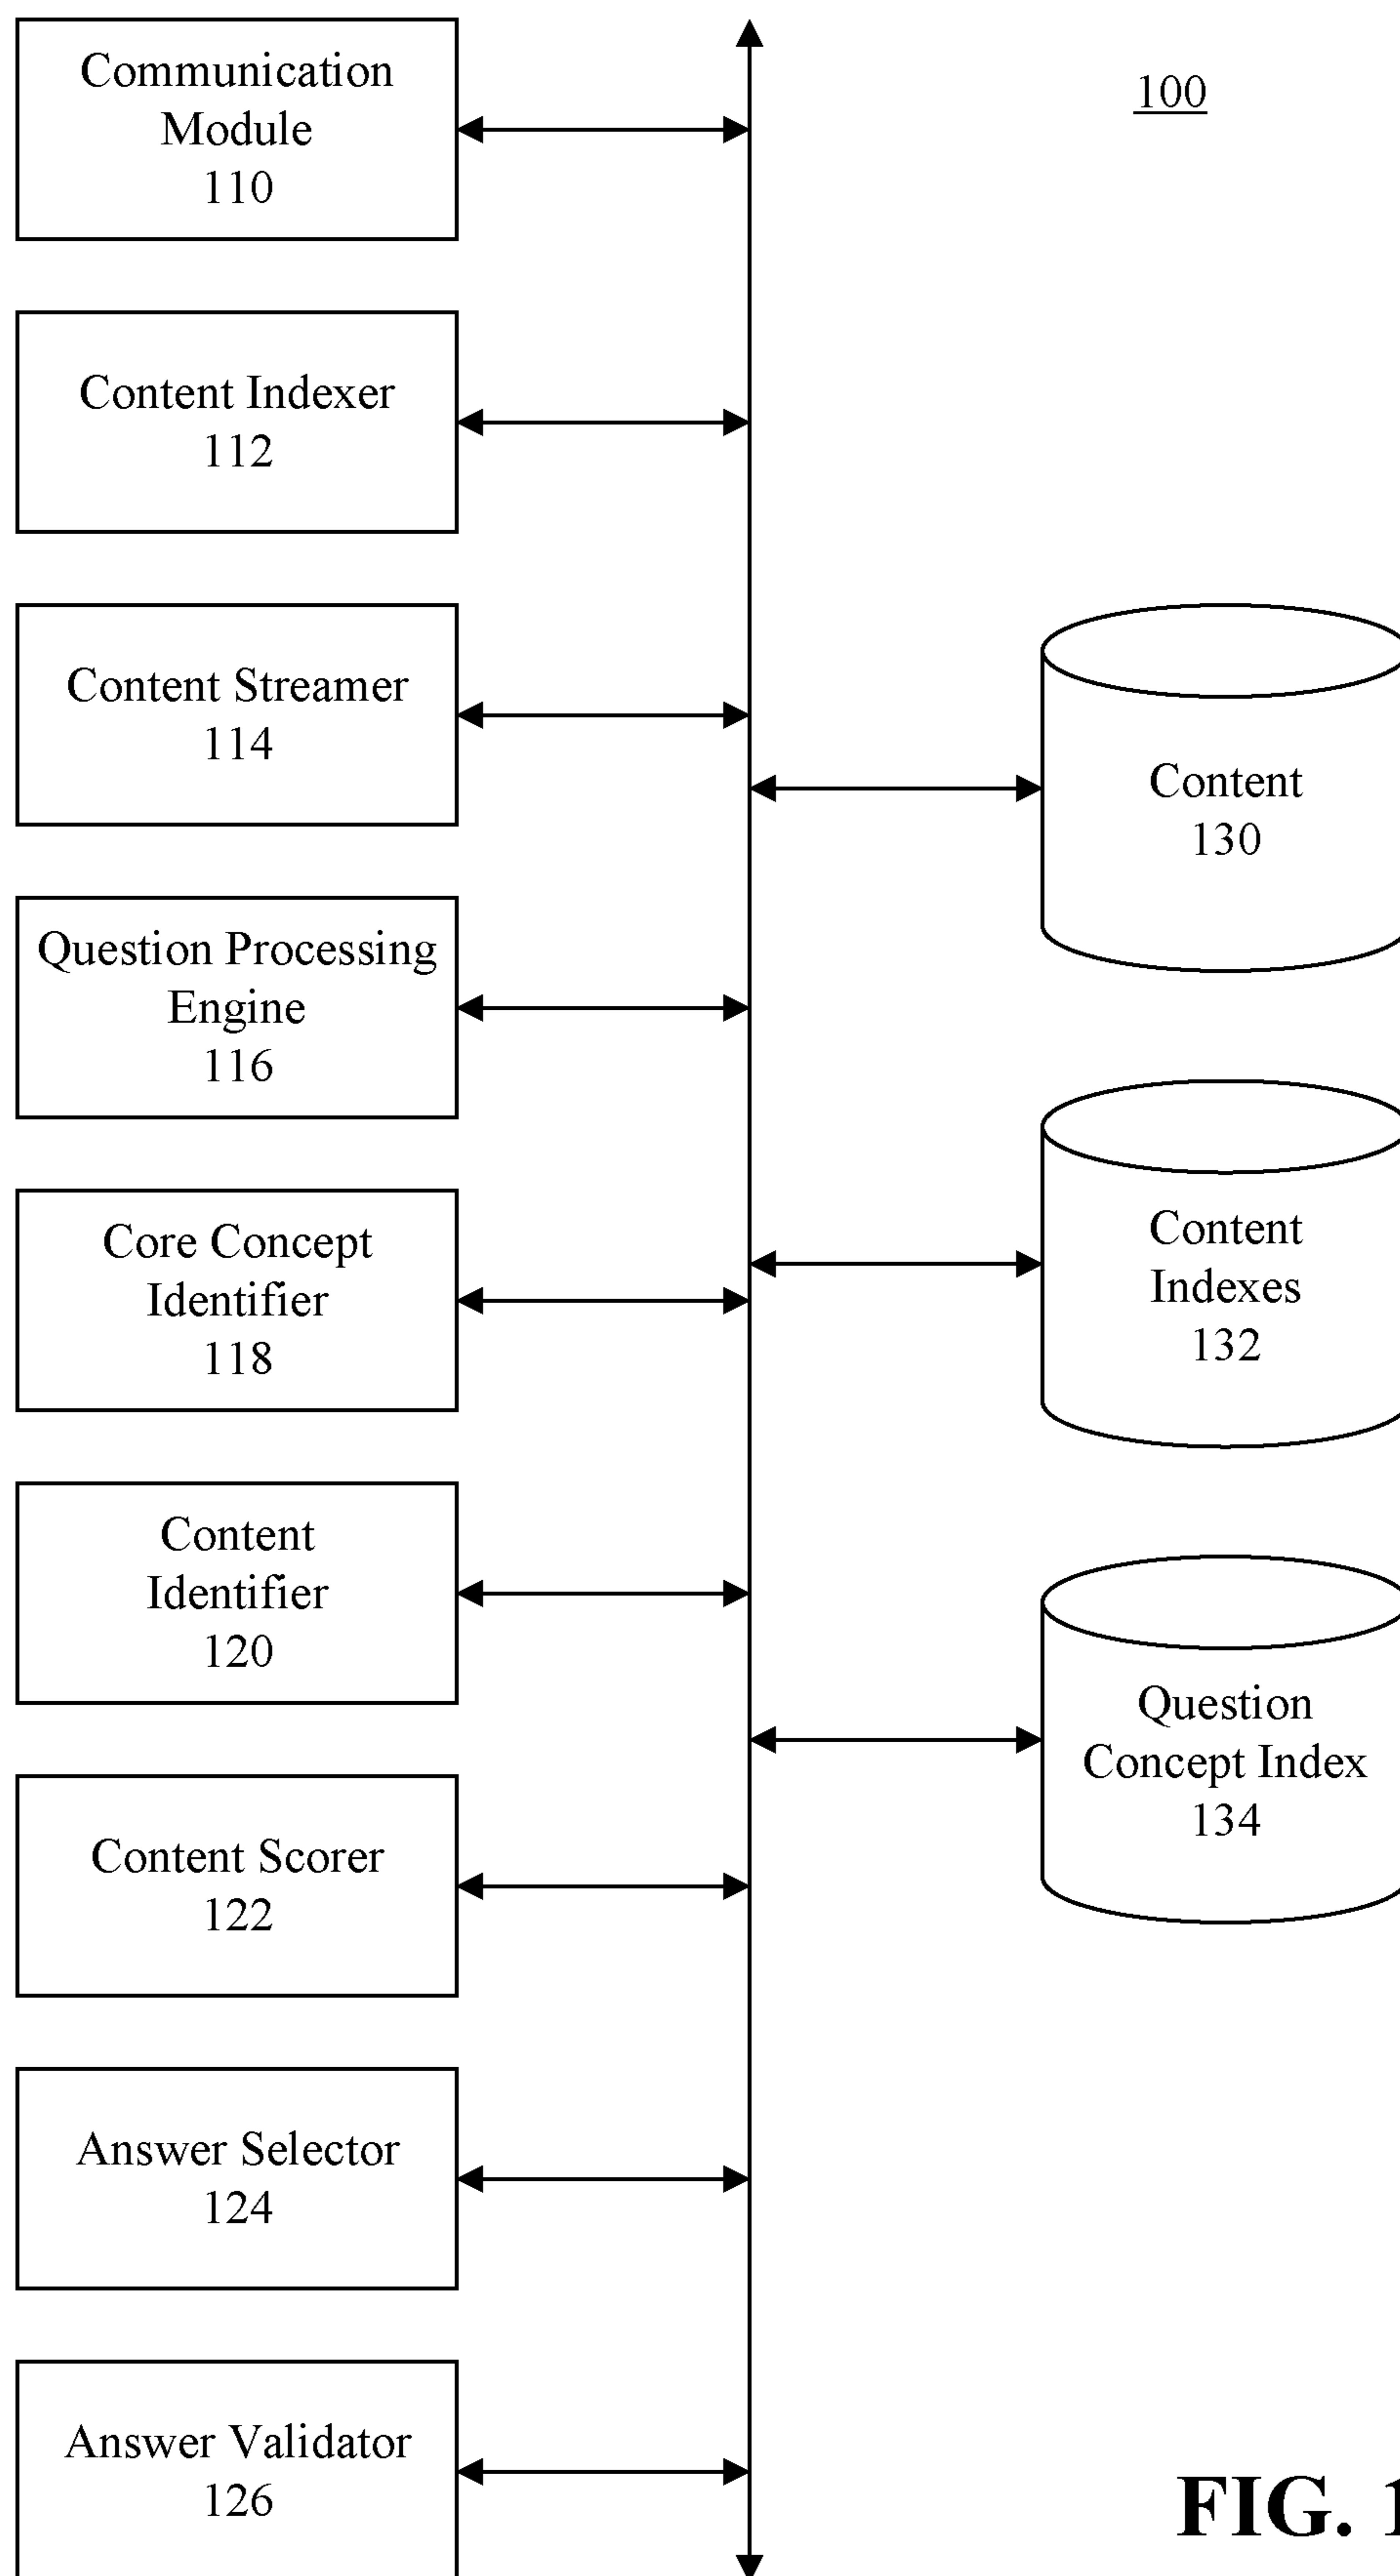 Communication
Module
110
100
Content Indexer
112
Content Streamer
114
Content
130
Question Processing
Engine
116
Core Concept
Identifier
118
Content
Indexes
132
Content
Identifier
120
Question
Concept Index
134
Content Scorer
122
Answer Selector
124
Answer Validator
126
FIG. 1